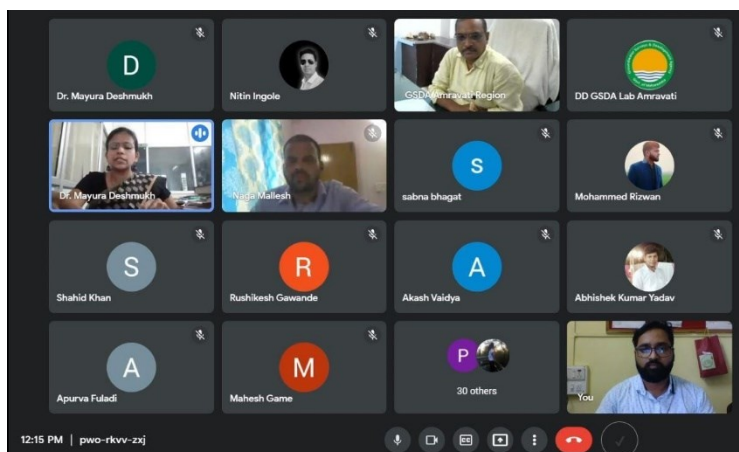 D
Dr. Mayura Deshmukh
Nitin Ingole
GSDA Amravati Region
DD GSDA Lab Amravati
Dr. Mayura Deshmukh
Naga Mallesh
S
sabna bhagat
Mohammed Rizwan
S
Shahid Khan
R
Rushikesh Gawande
A
Akash Vaidya
Abhishek Kumar Yadav
A
Apurva Fuladi
M
Mahesh Game
P
30 others
You
12:15 PM | pwo-rkvv-zxj
CC